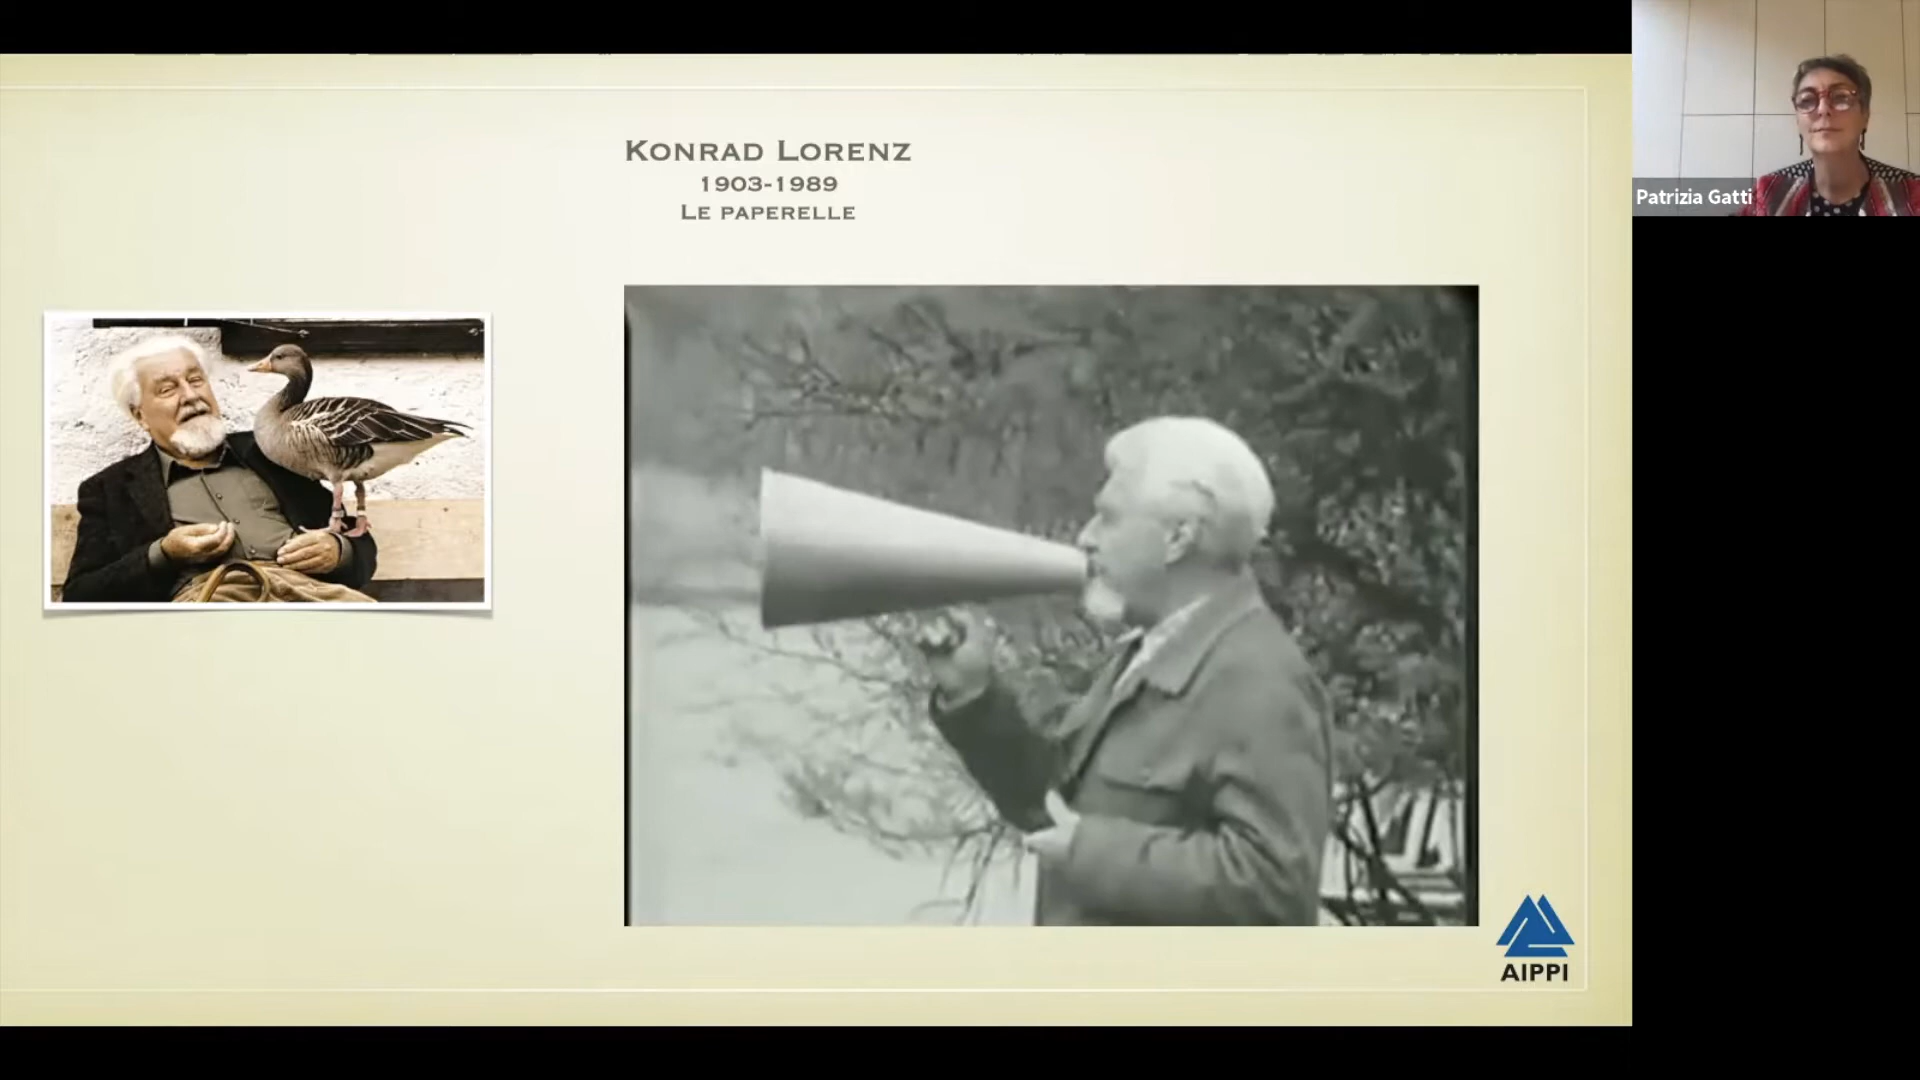 KONRAD LORENZ
1903-1989
LE PAPERELLE
Patrizia Gatti
AIPPI